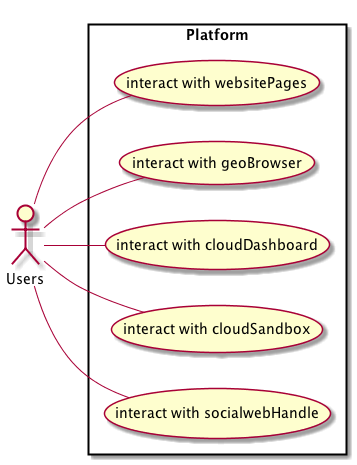 Platform
interact with websitePages
interact with geoBrowser
interact with cloudDashboard
Users
interact with cloudSandbox
interact with socialwebHandle